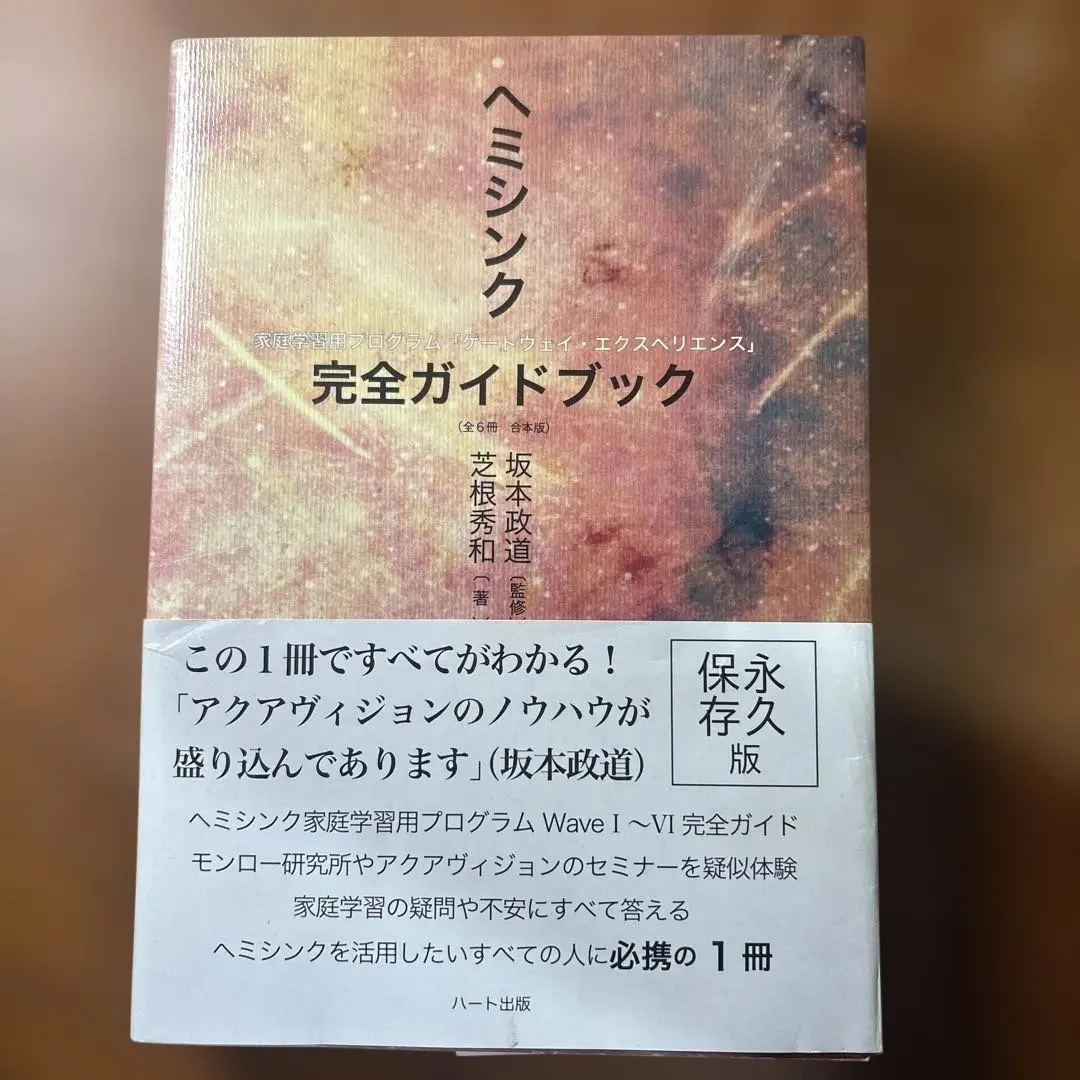 ヘミシンク
家庭学習用プログラム「ゲートウェイ・エクスペリエンス」
完全ガイドブック
(全6冊 合本版)
坂本政道〔監修〕
芝根秀和〔著〕
この1冊ですべてがわかる！
「アクアヴィジョンのノウハウが
盛り込んであります」(坂本政道)
永久
保存
版
ヘミシンク家庭学習用プログラム Wave Ⅰ～Ⅵ 完全ガイド
モンロー研究所やアクアヴィジョンのセミナーを疑似体験
家庭学習の疑問や不安にすべて答える
ヘミシンクを活用したいすべての人に必携の1冊
ハート出版